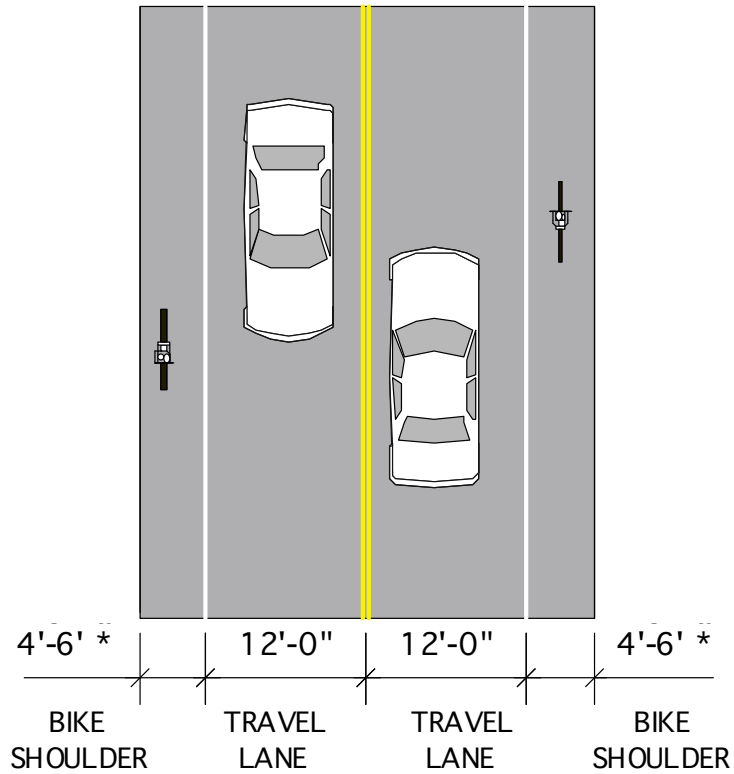 4'-6' * 12'-0" 12'-0" 4'-6' *
BIKE TRAVEL TRAVEL BIKE
SHOULDER LANE LANE SHOULDER